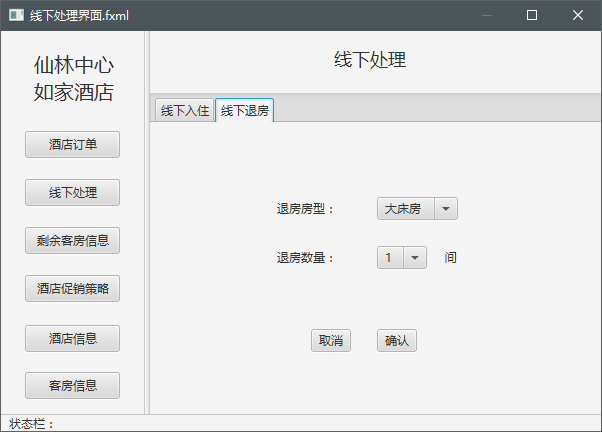 线下处理界面.fxml
仙林中心
如家酒店
酒店订单
线下处理
剩余客房信息
酒店促销策略
酒店信息
客房信息
线下处理
线下入住 线下退房
退房房型： 大床房
退房数量： 1 间
取消 确认
状态栏：